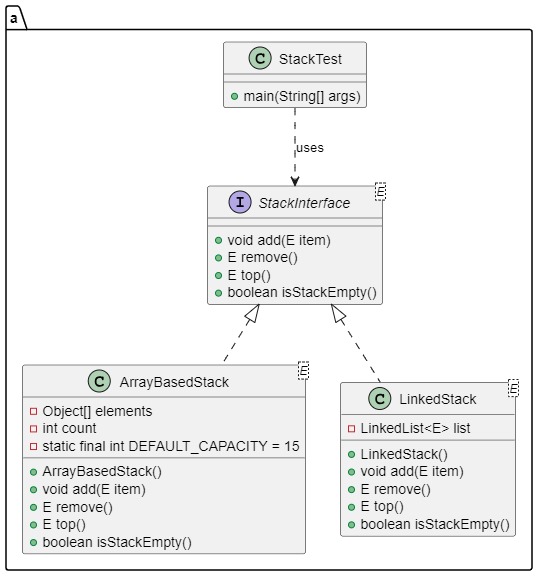 a
C StackTest
main(String[] args)
uses
E
I StackInterface
void add(E item)
E remove()
E top()
boolean isStackEmpty()
E
C ArrayBasedStack
Object[] elements
int count
static final int DEFAULT_CAPACITY = 15
ArrayBasedStack()
void add(E item)
E remove()
E top()
boolean isStackEmpty()
E
C LinkedStack
LinkedList<E> list
LinkedStack()
void add(E item)
E remove()
E top()
boolean isStackEmpty()